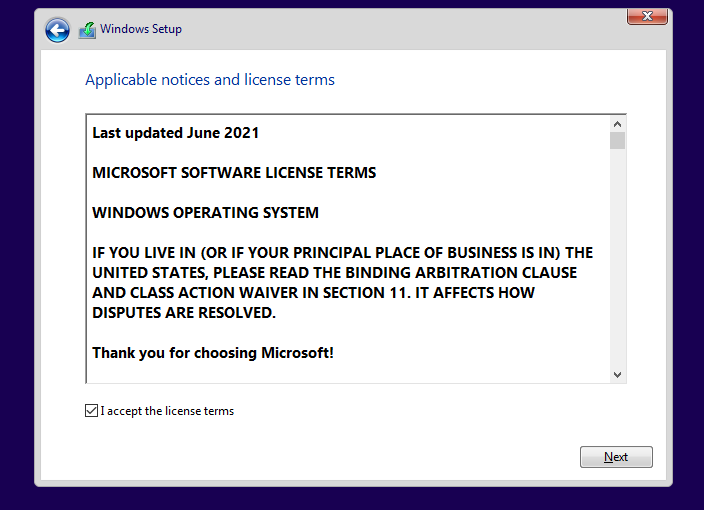 Windows Setup
Applicable notices and license terms
Last updated June 2021
MICROSOFT SOFTWARE LICENSE TERMS
WINDOWS OPERATING SYSTEM
IF YOU LIVE IN (OR IF YOUR PRINCIPAL PLACE OF BUSINESS IS IN) THE
UNITED STATES, PLEASE READ THE BINDING ARBITRATION CLAUSE
AND CLASS ACTION WAIVER IN SECTION 11. IT AFFECTS HOW
DISPUTES ARE RESOLVED.
Thank you for choosing Microsoft!
I accept the license terms
Next